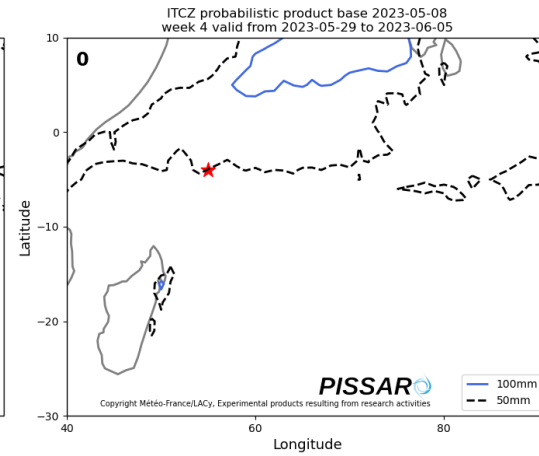 ITCZ probabilistic product base 2023-05-08
week 4 valid from 2023-05-29 to 2023-06-05
10
0
0
−10
−20
−30
Latitude
40
60
80
Longitude
PISSARO
Copyright Météo-France/LACy, Experimental products resulting from research activities
100mm
50mm